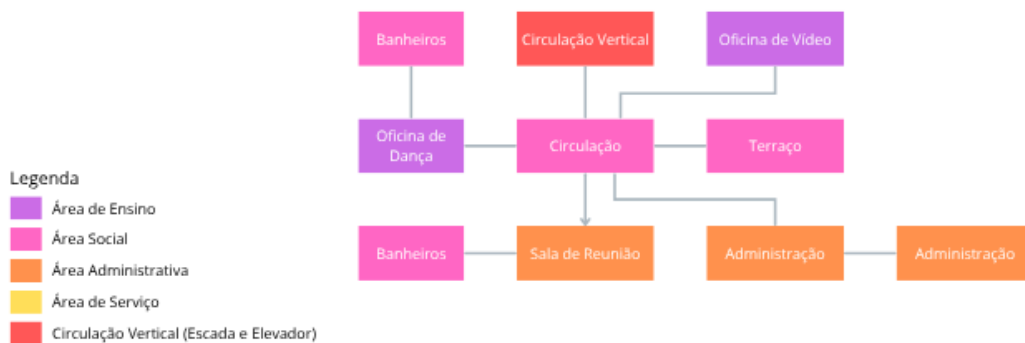 Banheiros
Circulação Vertical
Oficina de Vídeo
Oficina de
Dança
Circulação
Terraço
Banheiros
Sala de Reunião
Administração
Administração
Legenda
Área de Ensino
Área Social
Área Administrativa
Área de Serviço
Circulação Vertical (Escada e Elevador)